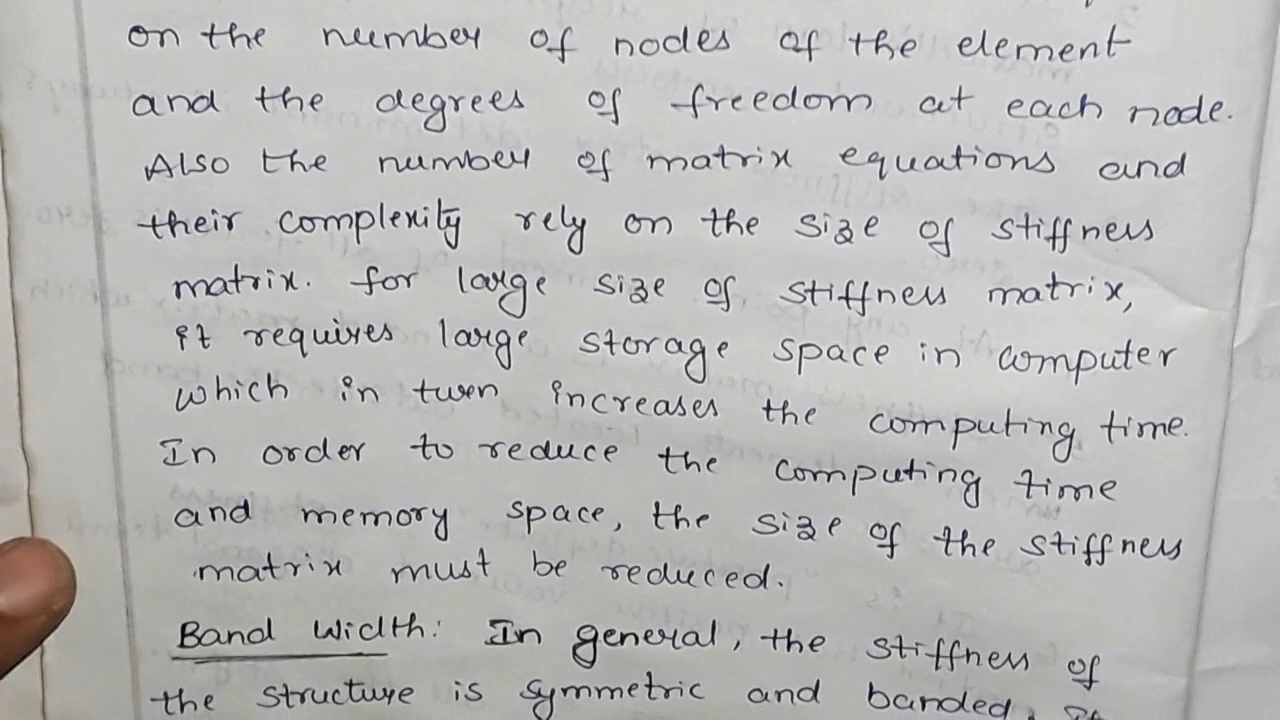 on the number of nodes of the element
and the degrees of freedom at each node.
Also the number of matrix equations and
their complexity rely on the size of stiffness
matrix. for large size of stiffness matrix,
it requires large storage space in computer
which in turn increases the computing time.
In order to reduce the computing time
and memory space, the size of the stiffness
matrix must be reduced.
Band width: In general, the stiffness of
the structure is symmetric and banded. It